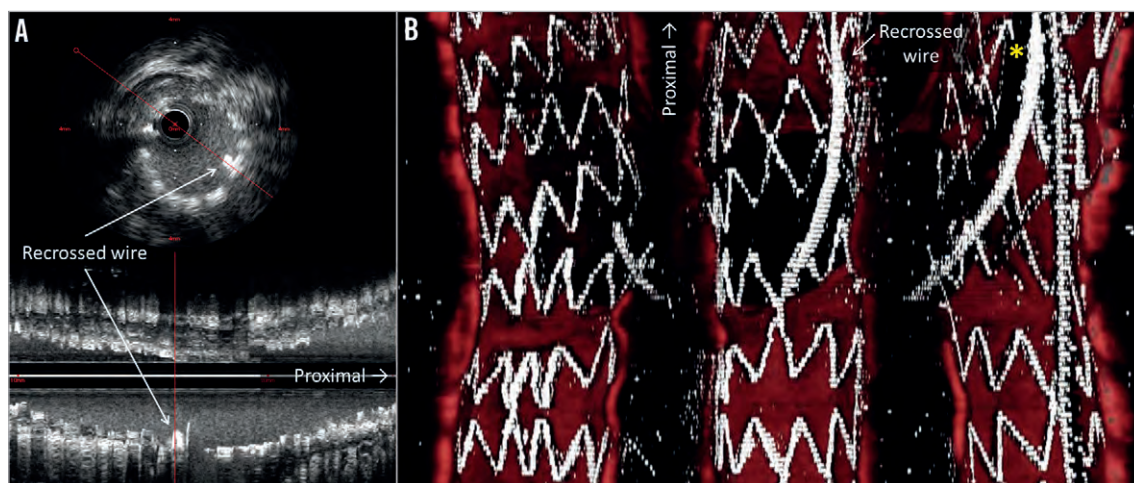 A
Recrossed wire
Proximal →
B
Proximal →
Recrossed
wire
*